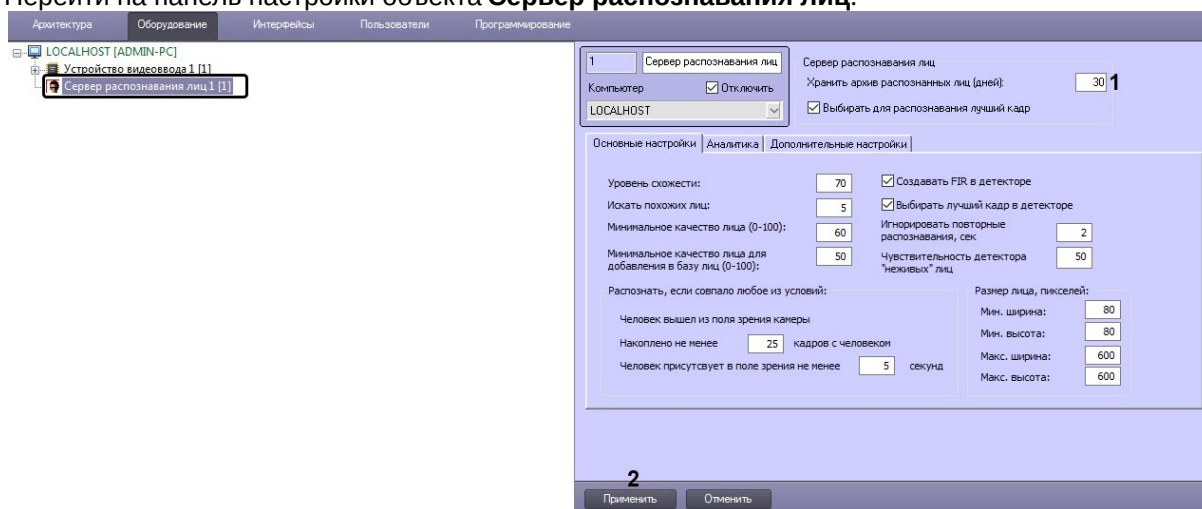 Перейти на панель настройки объекта Сервер распознавания лиц.
Архитектура Оборудование Интерфейсы Пользователи Программирование
LOCALHOST [ADMIN-PC]
Устройство видеоввода 1 [1]
Сервер распознавания лиц 1 [1]
1 Сервер распознавания лиц
Компьютер Отключить
LOCALHOST
Сервер распознавания лиц
Хранить архив распознанных лиц (дней): 30 1
Выбирать для распознавания лучший кадр
Основные настройки Аналитика Дополнительные настройки
Уровень схожести: 70
Искать похожих лиц: 5
Минимальное качество лица (0-100): 60
Минимальное качество лица для
добавления в базу лиц (0-100): 50
Создавать FIR в детекторе
Выбирать лучший кадр в детекторе
Игнорировать повторные
распознавания, сек 2
Чувствительность детектора 50
"неживых" лиц
Распознать, если совпало любое из условий:
Человек вышел из поля зрения камеры
Накоплено не менее 25 кадров с человеком
Человек присутсвует в поле зрения не менее 5 секунд
Размер лица, пикселей:
Мин. ширина: 80
Мин. высота: 80
Макс. ширина: 600
Макс. высота: 600
2
Применить Отменить